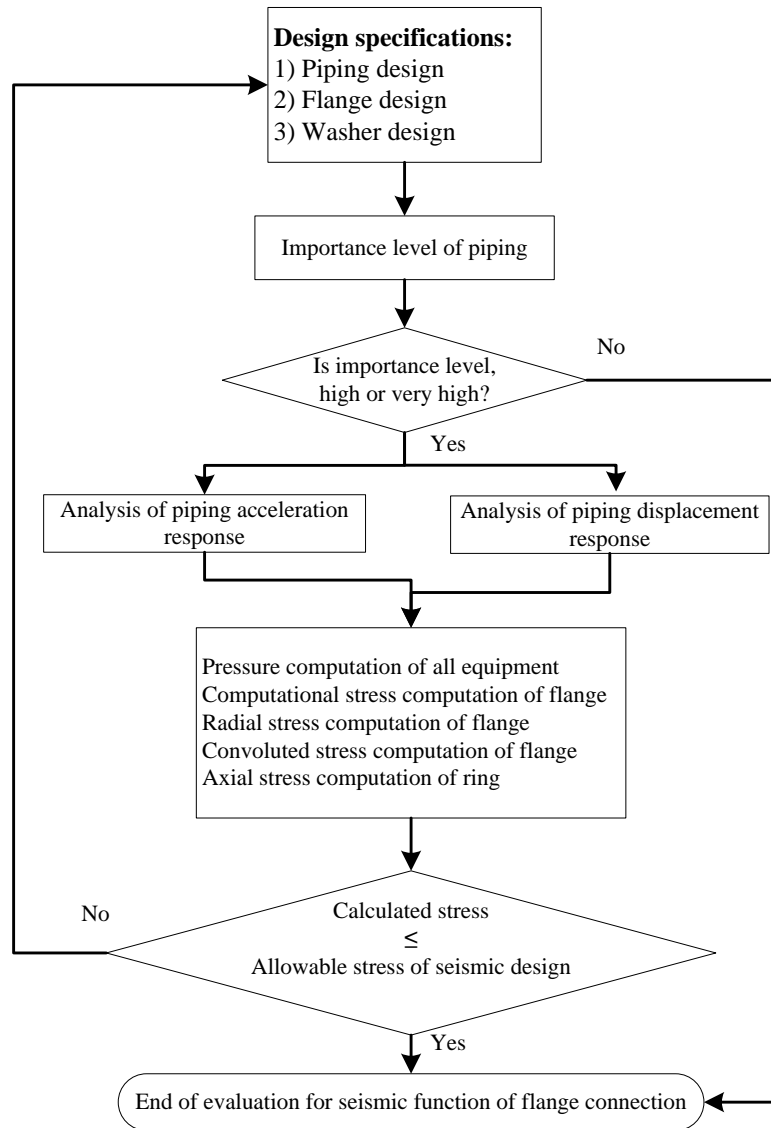 Design specifications:
1) Piping design
2) Flange design
3) Washer design
Importance level of piping
Is importance level,
high or very high?
No
Yes
Analysis of piping acceleration
response
Analysis of piping displacement
response
Pressure computation of all equipment
Computational stress computation of flange
Radial stress computation of flange
Convoluted stress computation of flange
Axial stress computation of ring
No
Calculated stress
≤
Allowable stress of seismic design
Yes
End of evaluation for seismic function of flange connection